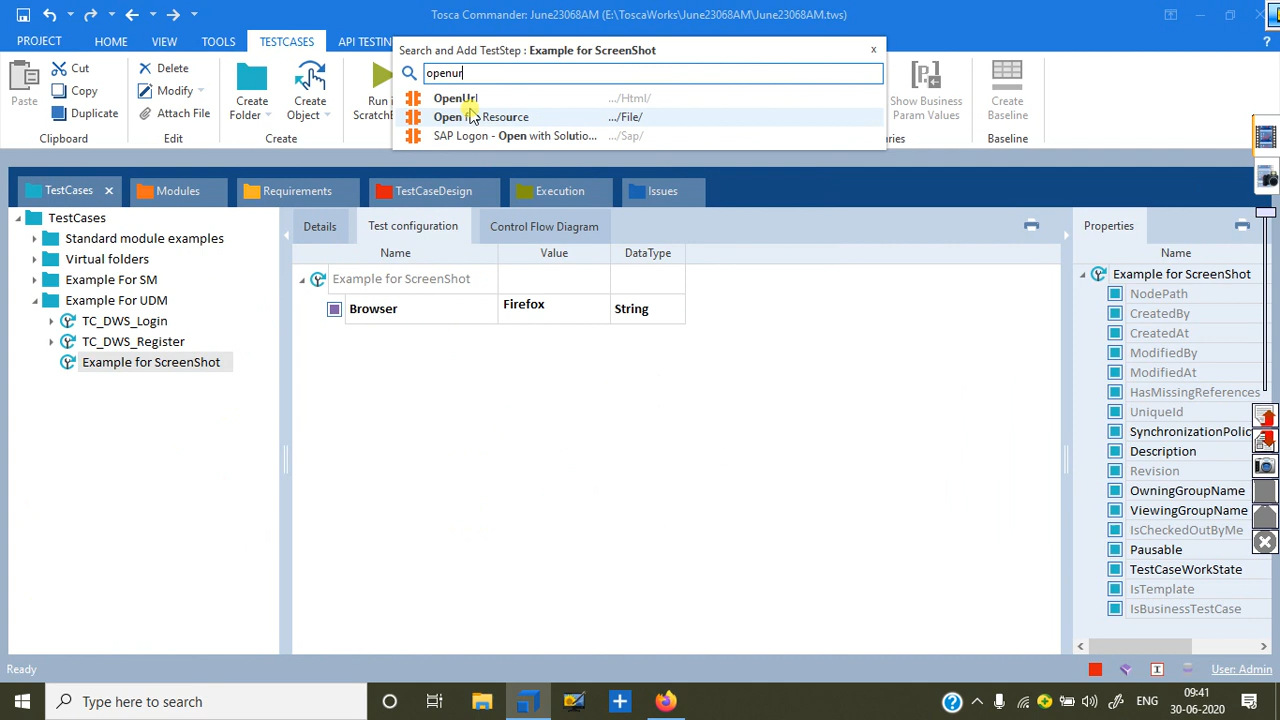 Tosca Commander: June23068AM (E:\ToscaWorks\June23068AM\June23068AM.tws)
PROJECT HOME VIEW TOOLS TESTCASES API TESTIN
Search and Add TestStep : Example for ScreenShot x
openur
OpenUrl .../Html/
Resource .../File/
SAP Logon - Open with Solutio... .../Sap/
Paste
Cut
Copy
Duplicate
Clipboard
Delete
Modify
Attach File
Edit
Create Folder
Create Object
Create
Run i
ScratchB
Show Business Param Values
Create Baseline
aries
Baseline
TestCases × Modules Requirements TestCaseDesign Execution Issues
TestCases
Standard module examples
Virtual folders
Example For SM
Example For UDM
TC_DWS_Login
TC_DWS_Register
Example for ScreenShot
Details Test configuration Control Flow Diagram
Name Value DataType
Example for ScreenShot
Browser Firefox String
Properties
Name
Example for ScreenShot
NodePath
CreatedBy
CreatedAt
ModifiedBy
ModifiedAt
HasMissingReferences
UniqueId
SynchronizationPolic
Description
Revision
OwningGroupName
ViewingGroupName
IsCheckedOutByMe
Pausable
TestCaseWorkState
IsTemplate
IsBusinessTestCase
Ready User: Admin
Type here to search
ENG
09:41
30-06-2020